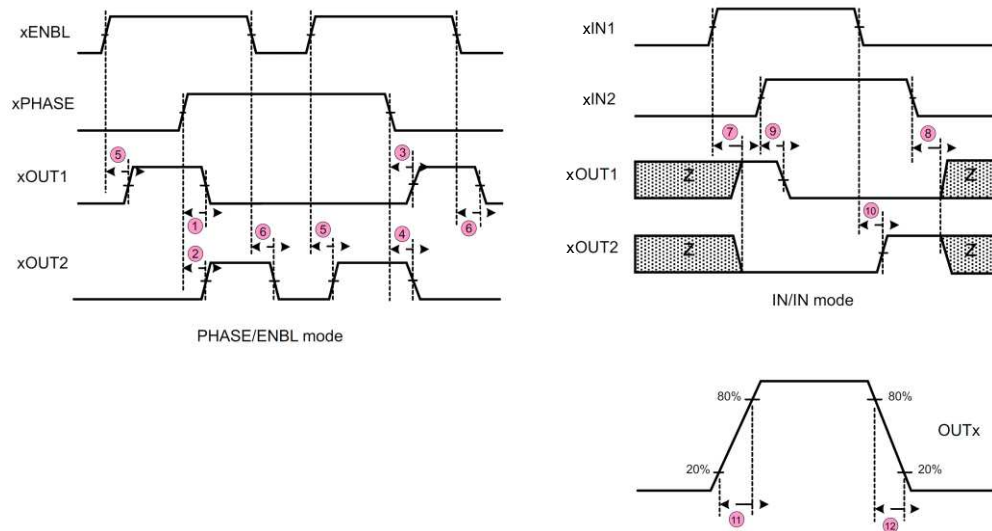 xENBL
xPHASE
5
3
xOUT1
1
6
6
5
4
2
xOUT2
PHASE/ENBL mode
xIN1
xIN2
7
9
8
xOUT1
Z
Z
10
xOUT2
Z
Z
IN/IN mode
80%
80%
OUTx
20%
20%
11
12